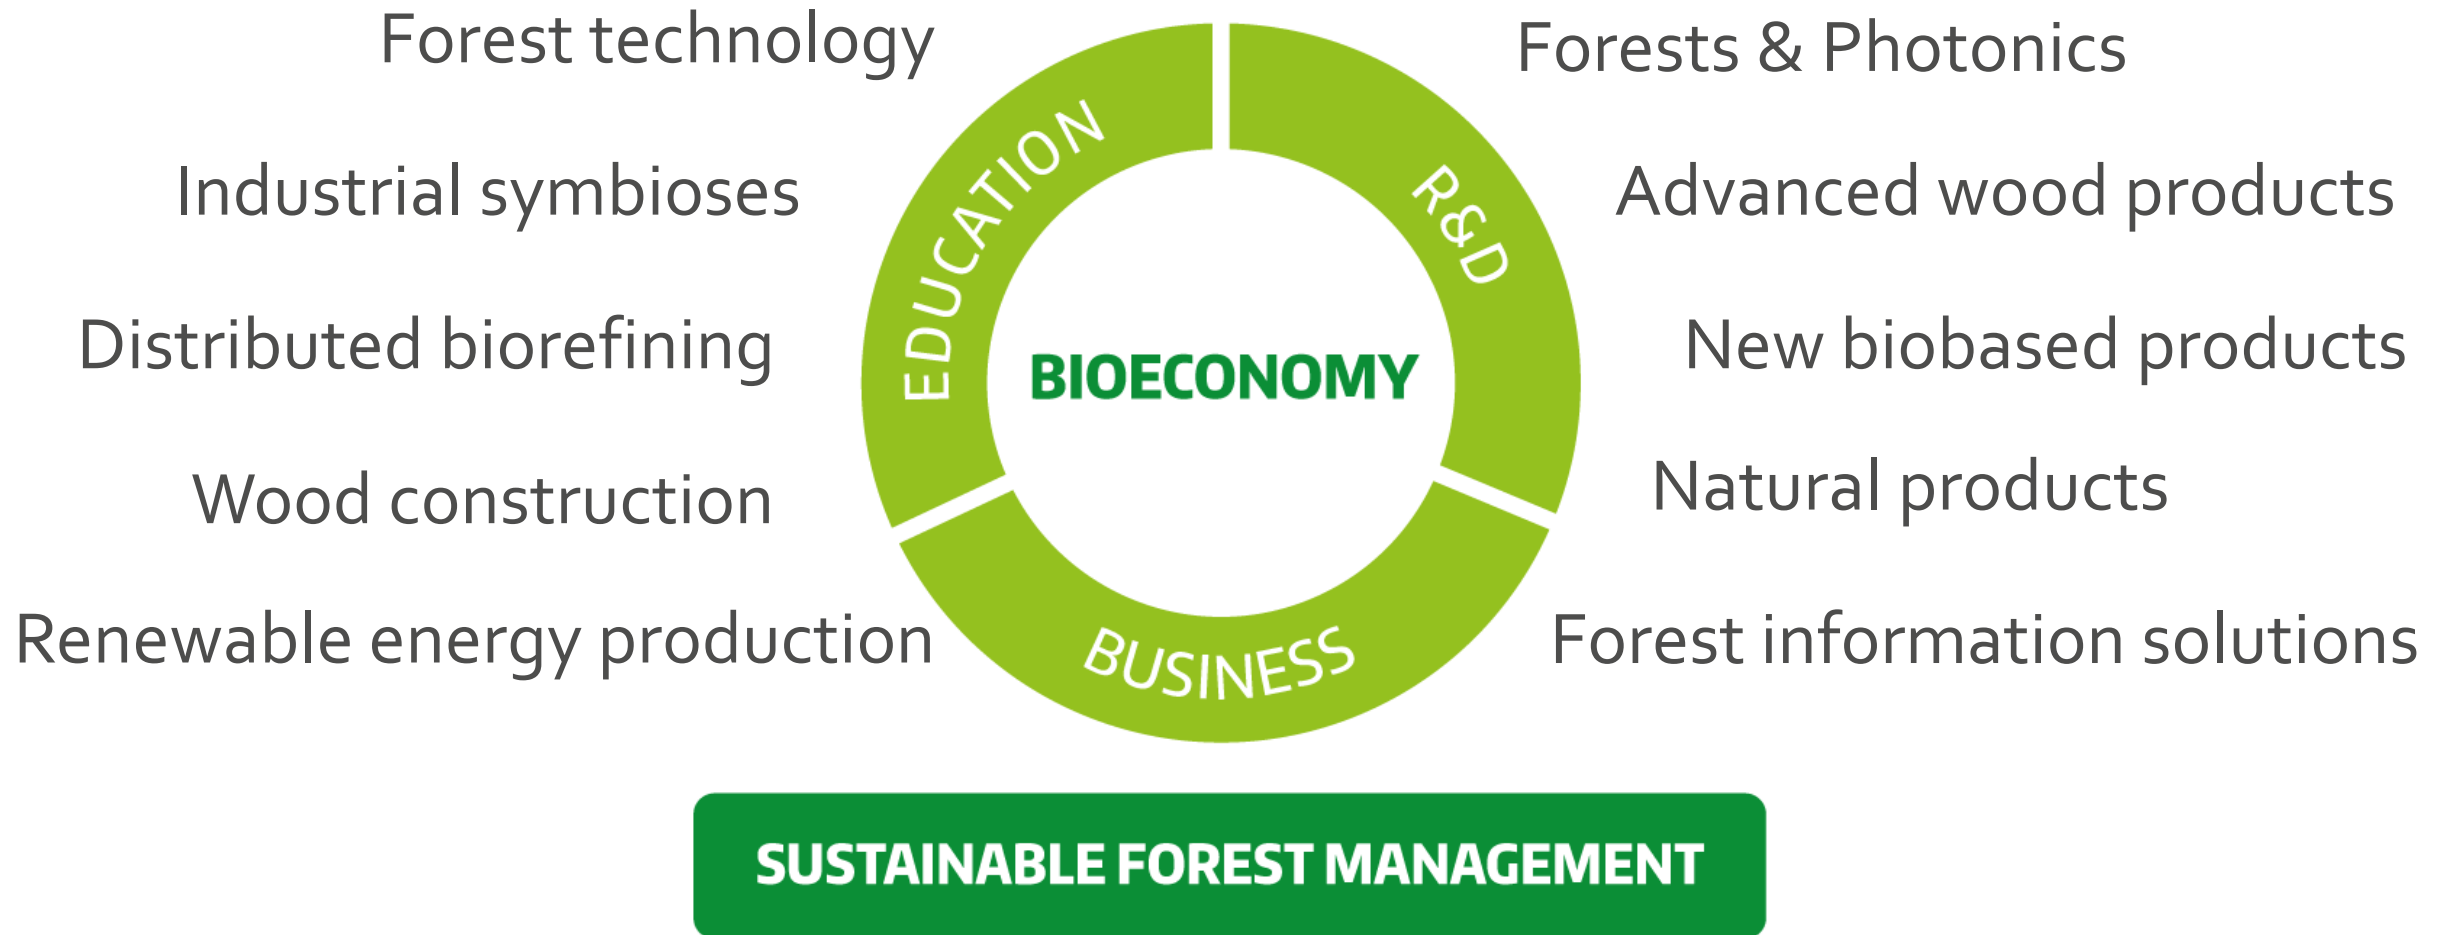 Forest technology
Industrial symbioses
Distributed biorefining
Wood construction
Renewable energy production
EDUCATION
R&D
BIOECONOMY
BUSINESS
Forests & Photonics
Advanced wood products
New biobased products
Natural products
Forest information solutions
SUSTAINABLE FOREST MANAGEMENT